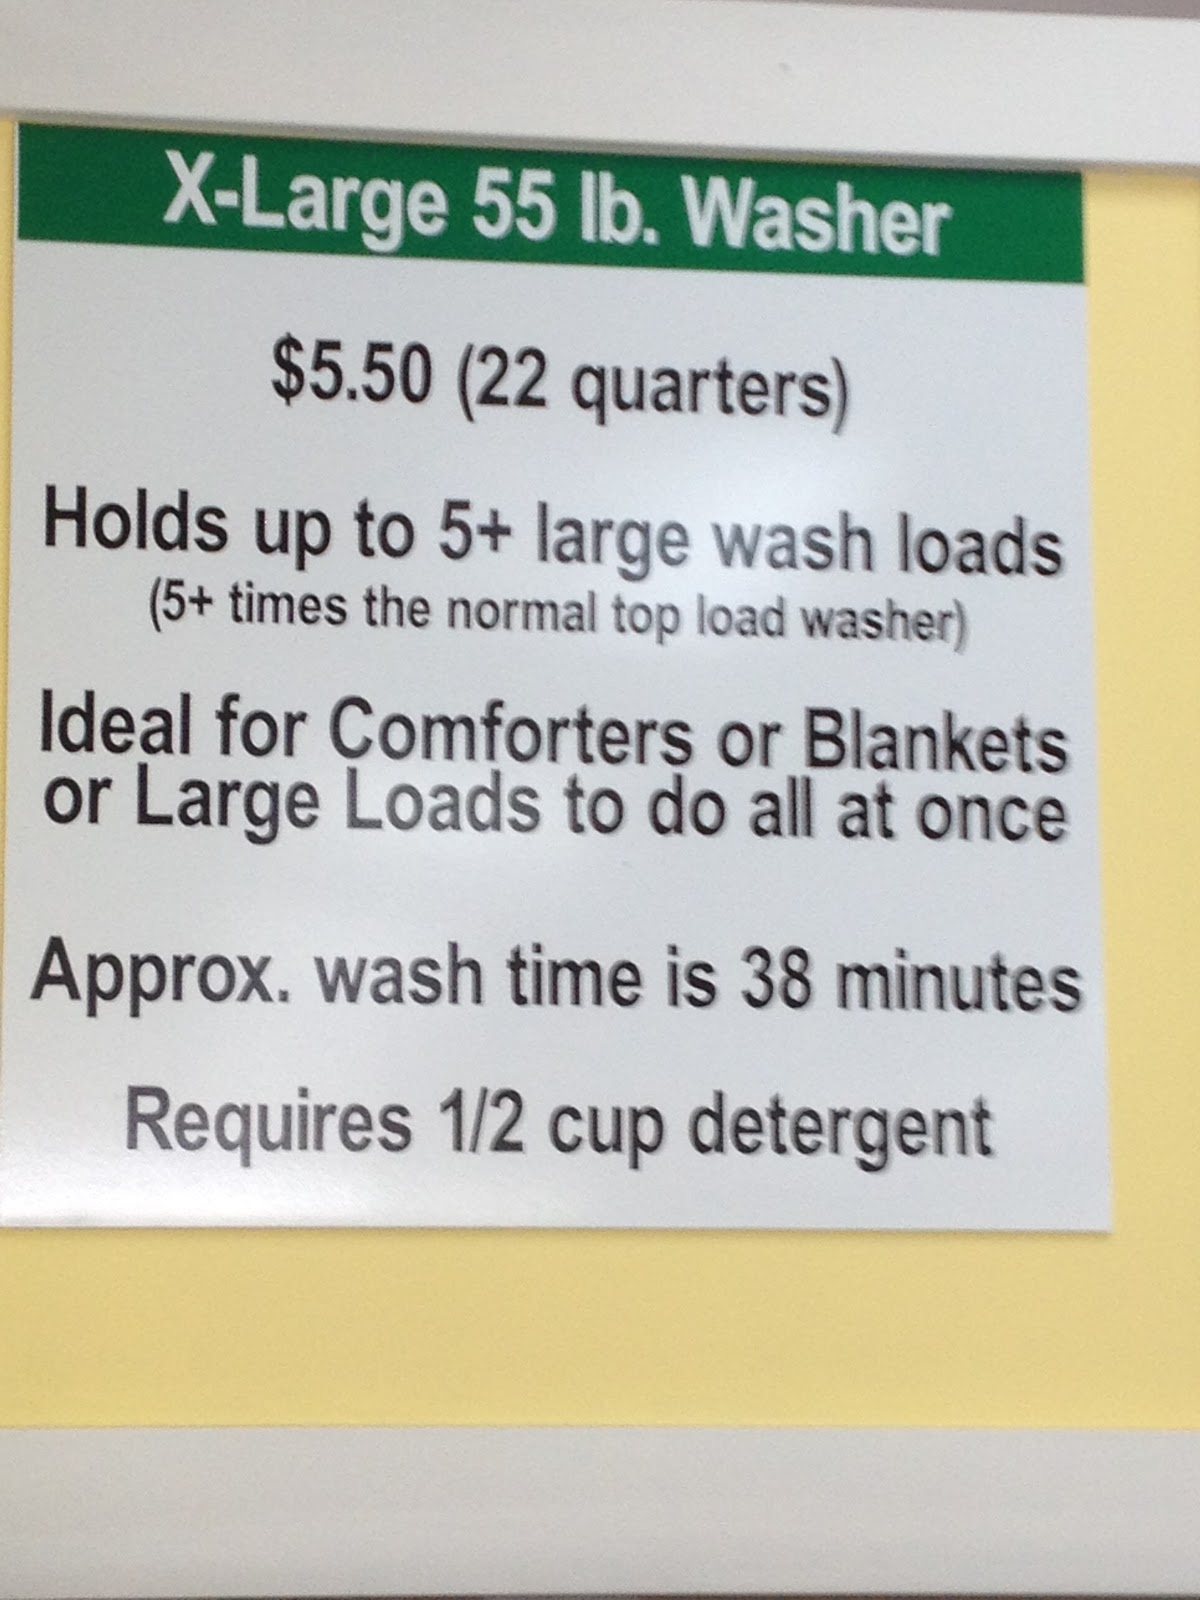 X-Large 55 lb. Washer
$5.50 (22 quarters)
Holds up to 5+ large wash loads
(5+ times the normal top load washer)
Ideal for Comforters or Blankets
or Large Loads to do all at once
Approx. wash time is 38 minutes
Requires 1/2 cup detergent